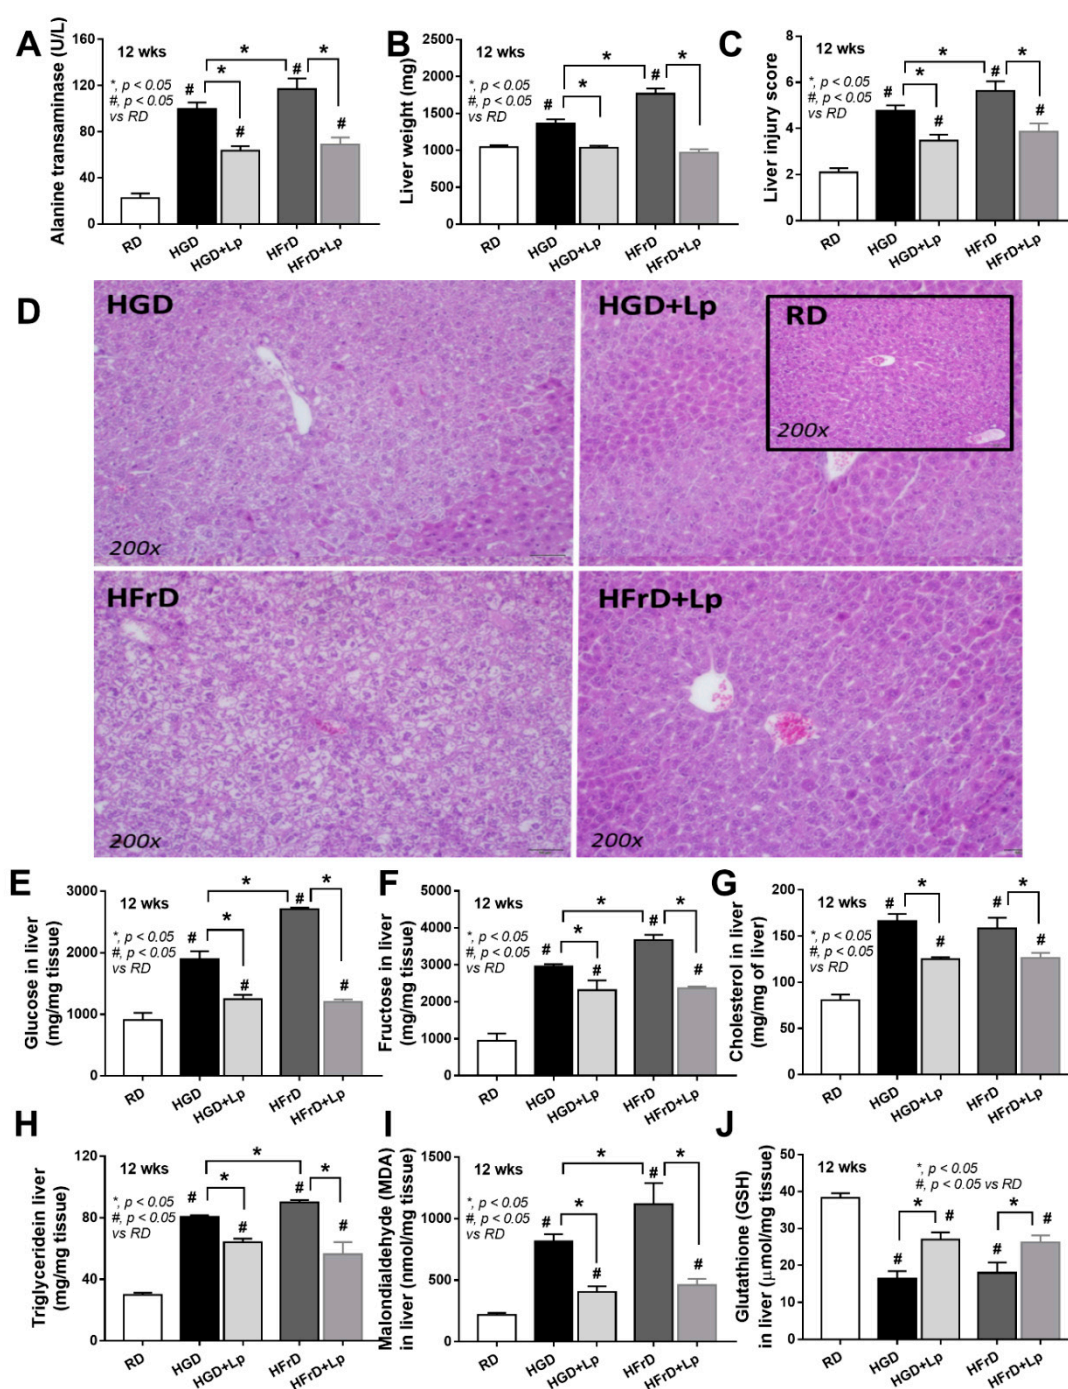 A
Alanine transaminase (U/L)
160
120
80
40
0
12 wks
*, p < 0.05
#, p < 0.05
vs RD
#
*
#
*
#
*
#
RD
HGD
HGD+Lp
HFrD
HFrD+Lp
B
Liver weight (mg)
2500
2000
1500
1000
500
0
12 wks
*, p < 0.05
#, p < 0.05
vs RD
#
*
*
#
*
RD
HGD
HGD+Lp
HFrD
HFrD+Lp
C
Liver injury score
8
6
4
2
0
12 wks
*, p < 0.05
#, p < 0.05
vs RD
#
*
#
*
#
*
#
RD
HGD
HGD+Lp
HFrD
HFrD+Lp
D
HGD
200x
HGD+Lp
RD
200x
HFrD
200x
HFrD+Lp
200x
E
Glucose in liver
(mg/mg tissue)
3000
2000
1000
0
12 wks
*, p < 0.05
#, p < 0.05
vs RD
#
*
#
*
#
*
#
RD
HGD
HGD+Lp
HFrD
HFrD+Lp
F
Fructose in liver
(mg/mg tissue)
5000
4000
3000
2000
1000
0
12 wks
*, p < 0.05
#, p < 0.05
vs RD
#
*
#
*
#
*
#
RD
HGD
HGD+Lp
HFrD
HFrD+Lp
G
Cholesterol in liver
(mg/mg of liver)
200
150
100
50
0
12 wks
*, p < 0.05
#, p < 0.05
vs RD
#
*
#
#
*
#
RD
HGD
HGD+Lp
HFrD
HFrD+Lp
H
Triglyceridein liver
(mg/mg tissue)
120
80
40
0
12 wks
*, p < 0.05
#, p < 0.05
vs RD
#
*
#
*
#
*
#
RD
HGD
HGD+Lp
HFrD
HFrD+Lp
I
Malondialdehyde (MDA)
in liver (nmol/mg tissue)
1500
1000
500
0
12 wks
*, p < 0.05
#, p < 0.05
vs RD
#
*
#
*
#
*
#
RD
HGD
HGD+Lp
HFrD
HFrD+Lp
J
Glutathione (GSH)
in liver (µmol/mg tissue)
50
40
30
20
10
0
12 wks
*, p < 0.05
#, p < 0.05 vs RD
#
*
#
#
*
#
RD
HGD
HGD+Lp
HFrD
HFrD+Lp